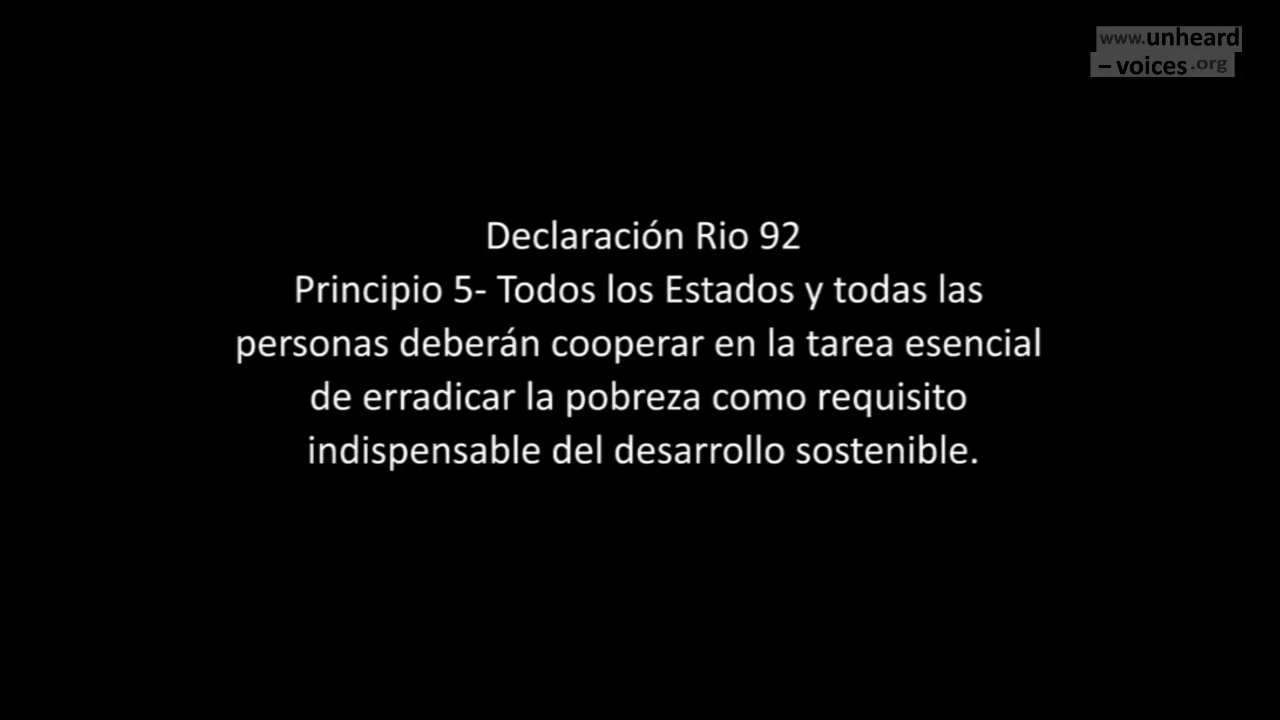 www.unheard
– voices.org
Declaración Rio 92
Principio 5- Todos los Estados y todas las
personas deberán cooperar en la tarea esencial
de erradicar la pobreza como requisito
indispensable del desarrollo sostenible.